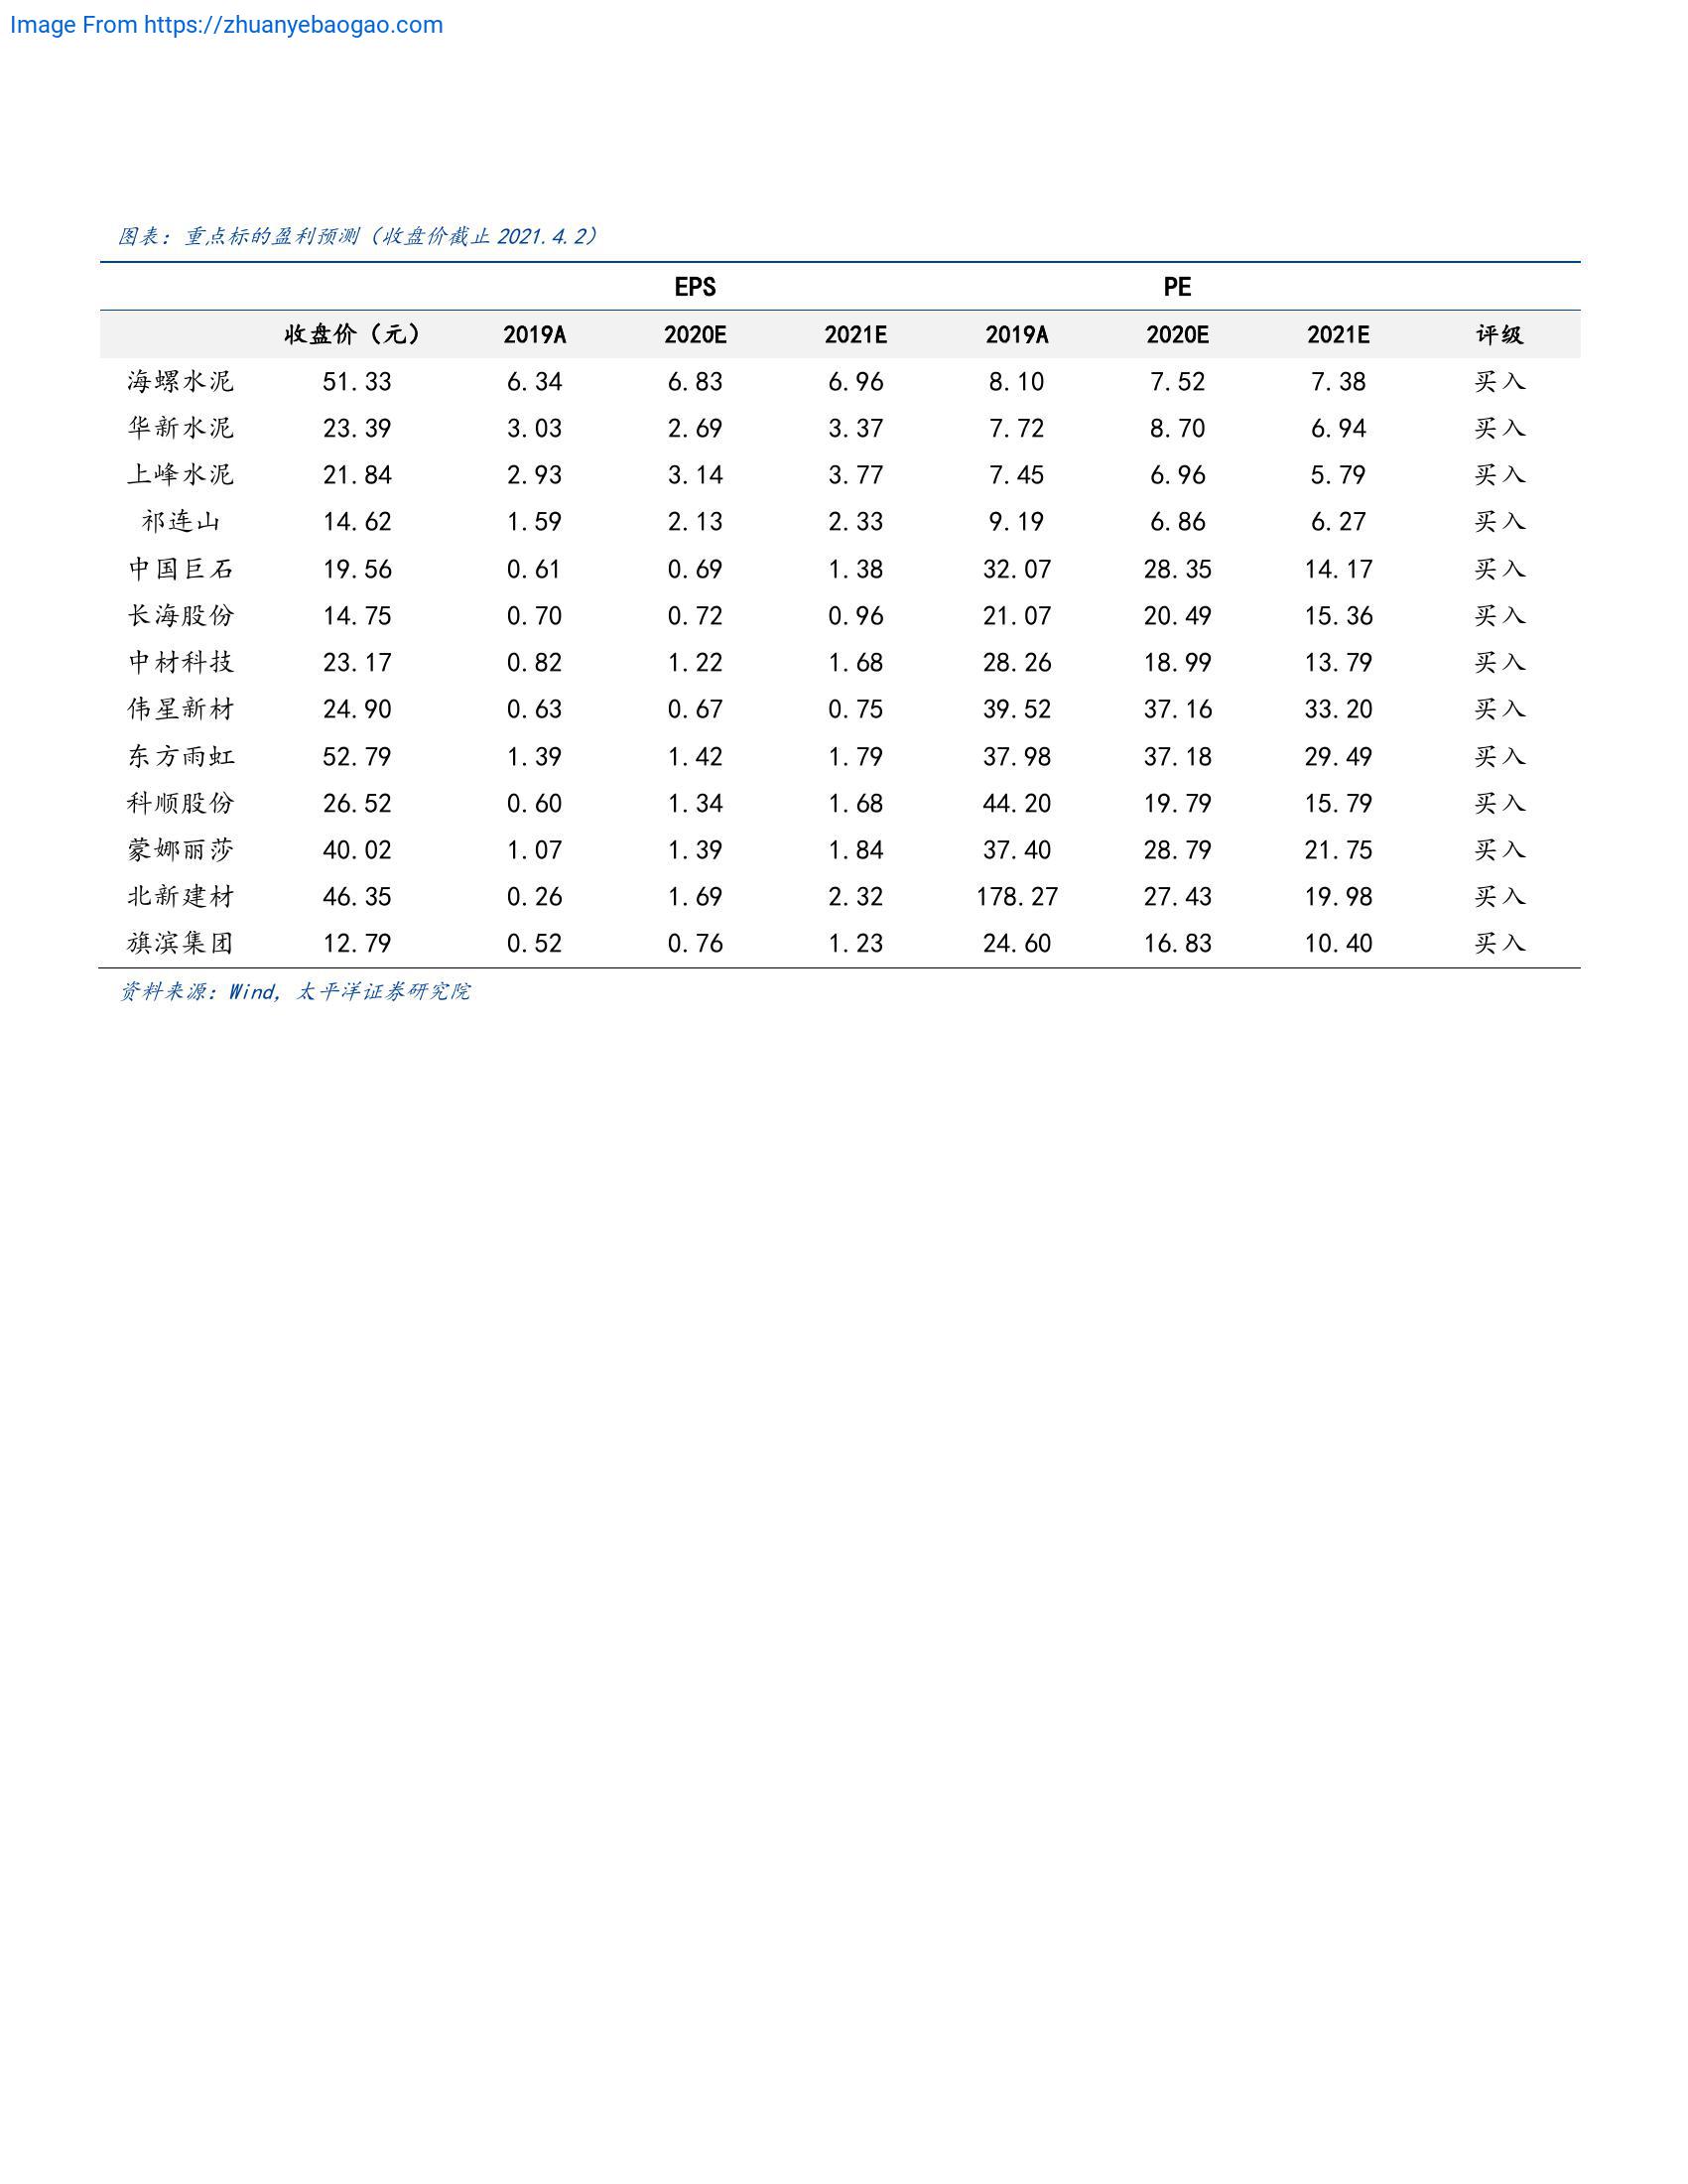 Image From https://zhuanyebaogao.com
图表：重点标的盈利预测（收盘价截止 2021.4.2）
EPS PE
收盘价（元） 2019A 2020E 2021E 2019A 2020E 2021E 评级
海螺水泥 51.33 6.34 6.83 6.96 8.10 7.52 7.38 买入
华新水泥 23.39 3.03 2.69 3.37 7.72 8.70 6.94 买入
上峰水泥 21.84 2.93 3.14 3.77 7.45 6.96 5.79 买入
祁连山 14.62 1.59 2.13 2.33 9.19 6.86 6.27 买入
中国巨石 19.56 0.61 0.69 1.38 32.07 28.35 14.17 买入
长海股份 14.75 0.70 0.72 0.96 21.07 20.49 15.36 买入
中材科技 23.17 0.82 1.22 1.68 28.26 18.99 13.79 买入
伟星新材 24.90 0.63 0.67 0.75 39.52 37.16 33.20 买入
东方雨虹 52.79 1.39 1.42 1.79 37.98 37.18 29.49 买入
科顺股份 26.52 0.60 1.34 1.68 44.20 19.79 15.79 买入
蒙娜丽莎 40.02 1.07 1.39 1.84 37.40 28.79 21.75 买入
北新建材 46.35 0.26 1.69 2.32 178.27 27.43 19.98 买入
旗滨集团 12.79 0.52 0.76 1.23 24.60 16.83 10.40 买入
资料来源：Wind，太平洋证券研究院